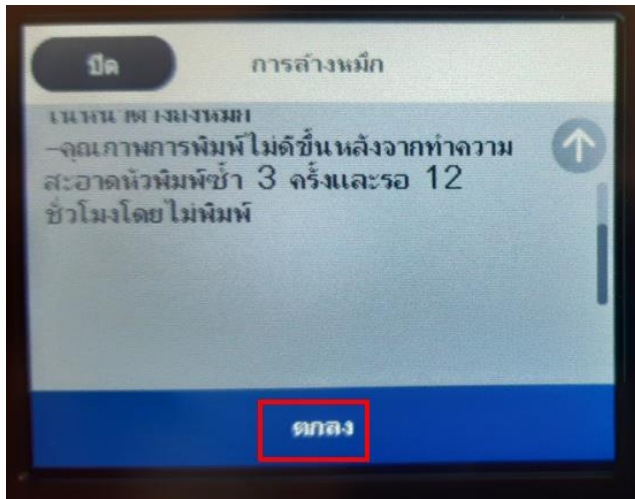 ปิด
การล้างหมึก
-คุณภาพการพิมพ์ไม่ดีขึ้นหลังจากทำความ
สะอาดหัวพิมพ์ซ้ำ 3 ครั้งและรอ 12
ชั่วโมงโดยไม่พิมพ์
ตกลง